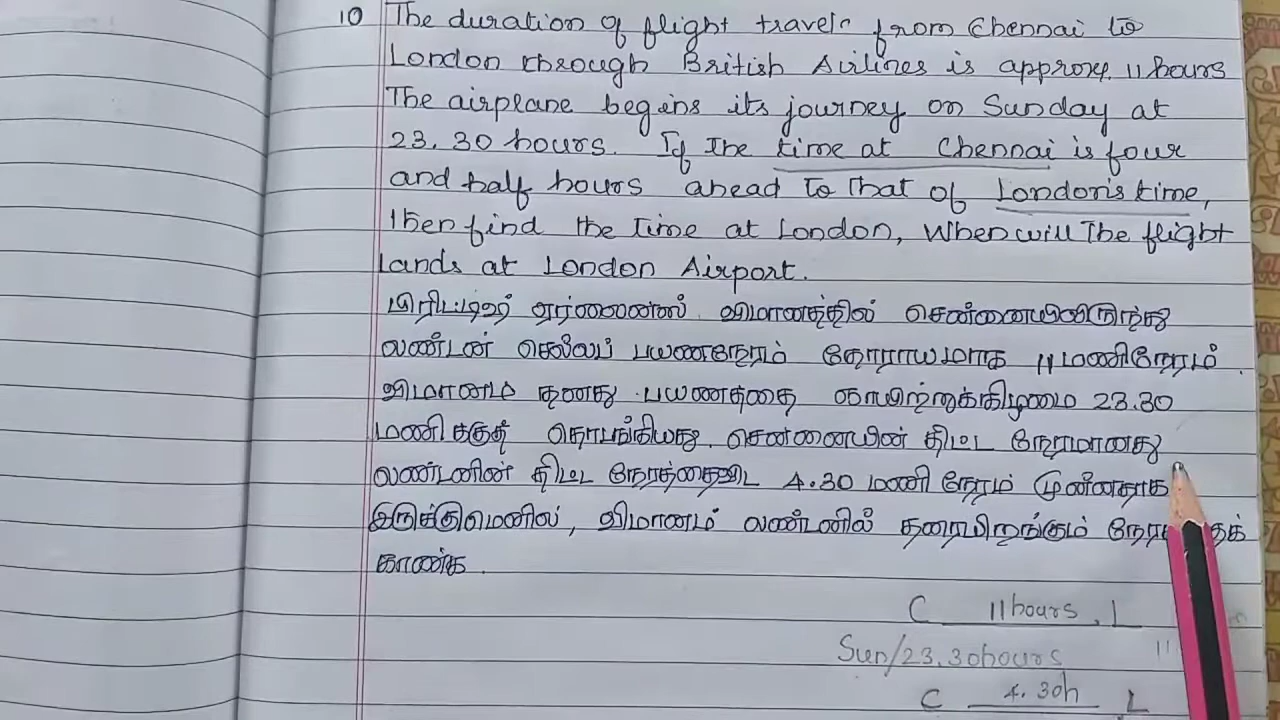 10 The duration of flight travel from Chennai to
London through British Airlines is approx. 11 hours
The airplane begins its journey on Sunday at
23.30 hours. If The time at Chennai is four
and half hours ahead to that of London's time,
then find the time at London, When will The flight
Lands at London Airport.
பிரிட்டிஷ் ஏர்லைன்ஸ் விமானத்தில் சென்னையிலிருந்து
லண்டன் செல்லப் பயணநேரம் தோராயமாக 11 மணிநேரம்.
விமானம் தனது பயணத்தை ஞாயிற்றுக்கிழமை 23.30
மணிக்குத் தொடங்கியது. சென்னையின் திட்ட நேரமானது
லண்டனின் திட்ட நேரத்தைவிட 4.30 மணி நேரம் முன்னதாக
இருக்குமெனில், விமானம் லண்டனில் தரையிறங்கும்
காண்க.
C 11hours, L
Sun/23.30hours 11
C 4.30h L